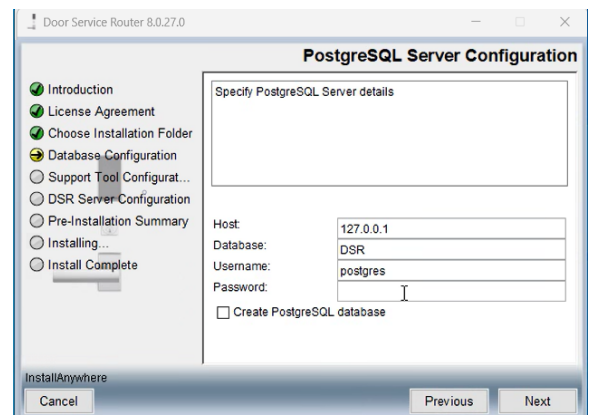 Door Service Router 8.0.27.0
PostgreSQL Server Configuration
Introduction
License Agreement
Choose Installation Folder
Database Configuration
Support Tool Configurat...
DSR Server Configuration
Pre-Installation Summary
Installing...
Install Complete
Specify PostgreSQL Server details
Host: 127.0.0.1
Database: DSR
Username: postgres
Password:
Create PostgreSQL database
InstallAnywhere
Cancel Previous Next